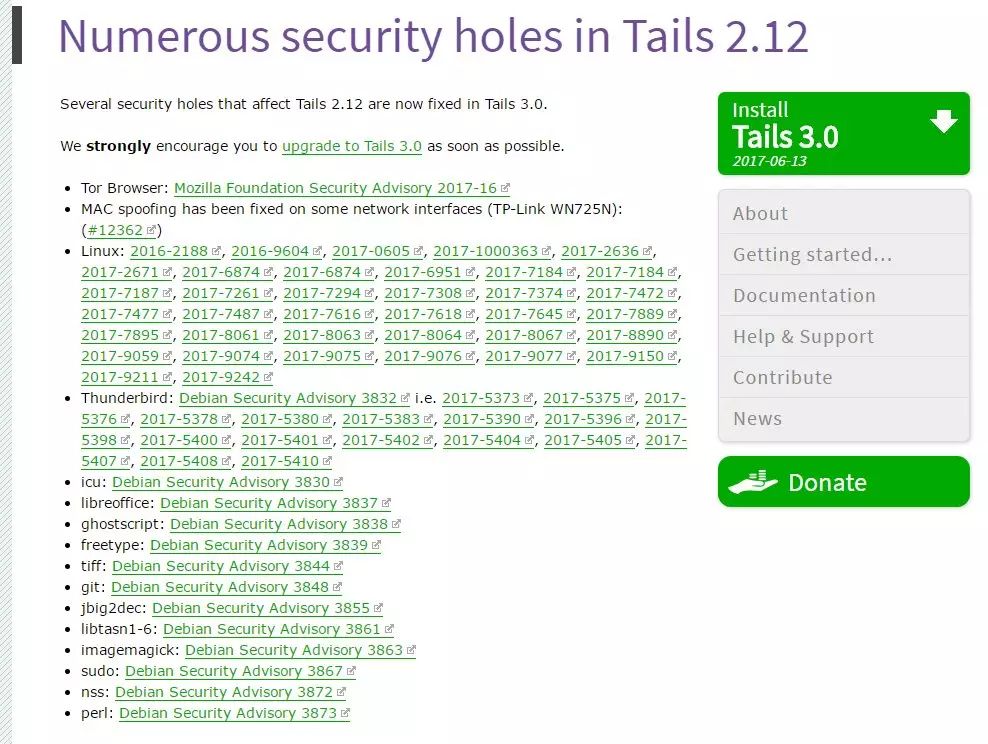 Numerous security holes in Tails 2.12
Several security holes that affect Tails 2.12 are now fixed in Tails 3.0.
We strongly encourage you to upgrade to Tails 3.0 as soon as possible.
Tor Browser: Mozilla Foundation Security Advisory 2017-16
MAC spoofing has been fixed on some network interfaces (TP-Link WN725N):
(#12362)
Linux: 2016-2188, 2016-9604, 2017-0605, 2017-1000363, 2017-2636,
2017-2671, 2017-6874, 2017-6874, 2017-6951, 2017-7184, 2017-7184,
2017-7187, 2017-7261, 2017-7294, 2017-7308, 2017-7374, 2017-7472,
2017-7477, 2017-7487, 2017-7616, 2017-7618, 2017-7645, 2017-7889,
2017-7895, 2017-8061, 2017-8063, 2017-8064, 2017-8067, 2017-8890,
2017-9059, 2017-9074, 2017-9075, 2017-9076, 2017-9077, 2017-9150,
2017-9211, 2017-9242
Thunderbird: Debian Security Advisory 3832 i.e. 2017-5373, 2017-5375, 2017-
5376, 2017-5378, 2017-5380, 2017-5383, 2017-5390, 2017-5396, 2017-
5398, 2017-5400, 2017-5401, 2017-5402, 2017-5404, 2017-5405, 2017-
5407, 2017-5408, 2017-5410
icu: Debian Security Advisory 3830
libreoffice: Debian Security Advisory 3837
ghostscript: Debian Security Advisory 3838
freetype: Debian Security Advisory 3839
tiff: Debian Security Advisory 3844
git: Debian Security Advisory 3848
jbig2dec: Debian Security Advisory 3855
libtasn1-6: Debian Security Advisory 3861
imagemagick: Debian Security Advisory 3863
sudo: Debian Security Advisory 3867
nss: Debian Security Advisory 3872
perl: Debian Security Advisory 3873
Install
Tails 3.0
2017-06-13
About
Getting started...
Documentation
Help & Support
Contribute
News
Donate